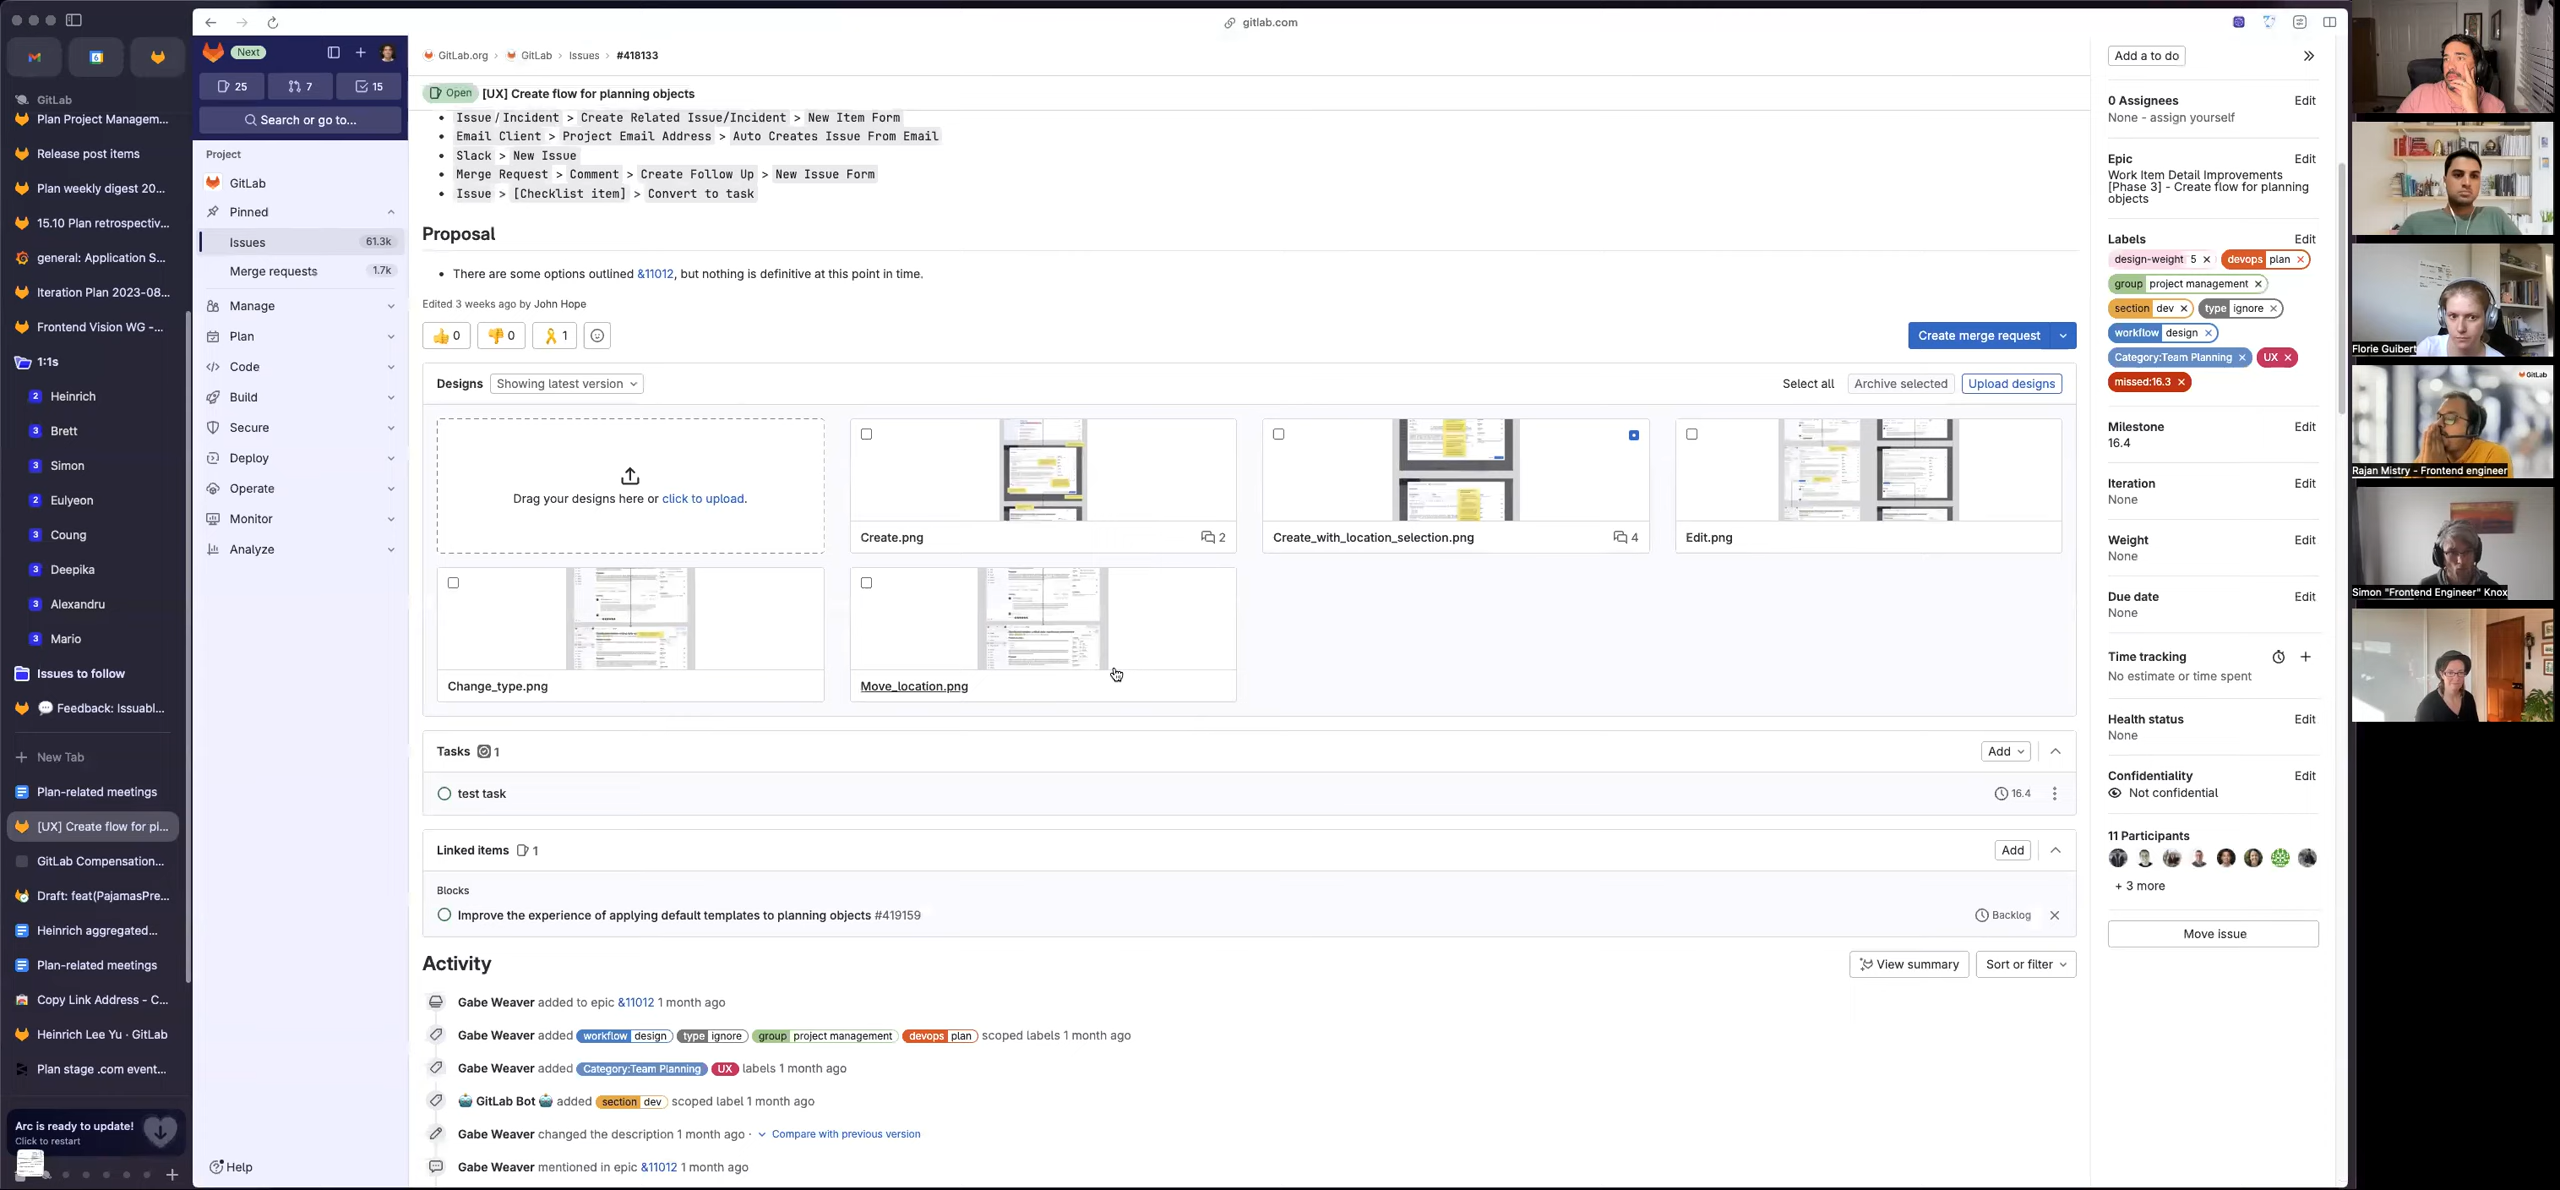 gitlab.com
GitLab
Plan Project Managem...
Release post items
Plan weekly digest 20...
15.10 Plan retrospectiv...
general: Application S...
Iteration Plan 2023-08...
Frontend Vision WG -...
1:1s
2 Heinrich
3 Brett
3 Simon
2 Eulyeon
3 Coung
3 Deepika
3 Alexandru
3 Mario
Issues to follow
Feedback: Issuabl...
New Tab
Plan-related meetings
[UX] Create flow for pl...
GitLab Compensation...
Draft: feat(PajamasPre...
Heinrich aggregated...
Plan-related meetings
Copy Link Address - C...
Heinrich Lee Yu · GitLab
Plan stage .com event...
Arc is ready to update!
Click to restart
Next
25 7 15
Search or go to...
Project
GitLab
Pinned
Issues 61.3k
Merge requests 1.7k
Manage
Plan
Code
Build
Secure
Deploy
Operate
Monitor
Analyze
Help
GitLab.org › GitLab › Issues › #418133
Open [UX] Create flow for planning objects
• Issue / Incident > Create Related Issue/Incident > New Item Form
• Email Client > Project Email Address > Auto Creates Issue From Email
• Slack > New Issue
• Merge Request > Comment > Create Follow Up > New Issue Form
• Issue > [Checklist item] > Convert to task
Proposal
• There are some options outlined &11012, but nothing is definitive at this point in time.
Edited 3 weeks ago by John Hope
0 0 1
Create merge request
Designs Showing latest version
Select all Archive selected Upload designs
Drag your designs here or click to upload.
Create.png 2
Create_with_location_selection.png 4
Edit.png
Change_type.png
Move_location.png
Tasks 1 Add
test task 16.4
Linked items 1 Add
Blocks
Improve the experience of applying default templates to planning objects #419159 Backlog
Activity
View summary Sort or filter
Gabe Weaver added to epic &11012 1 month ago
Gabe Weaver added workflow design type ignore group project management devops plan scoped labels 1 month ago
Gabe Weaver added Category:Team Planning UX labels 1 month ago
GitLab Bot added section dev scoped label 1 month ago
Gabe Weaver changed the description 1 month ago · Compare with previous version
Gabe Weaver mentioned in epic &11012 1 month ago
Add a to do
0 Assignees Edit
None - assign yourself
Epic Edit
Work Item Detail Improvements
[Phase 3] - Create flow for planning
objects
Labels Edit
design-weight 5 devops plan
group project management
section dev type ignore
workflow design
Category:Team Planning UX
missed:16.3
Milestone Edit
16.4
Iteration Edit
None
Weight Edit
None
Due date Edit
None
Time tracking
No estimate or time spent
Health status Edit
None
Confidentiality Edit
Not confidential
11 Participants
+ 3 more
Move issue
Florie Guibert
GitLab
Rajan Mistry - Frontend engineer
Simon "Frontend Engineer" Knox